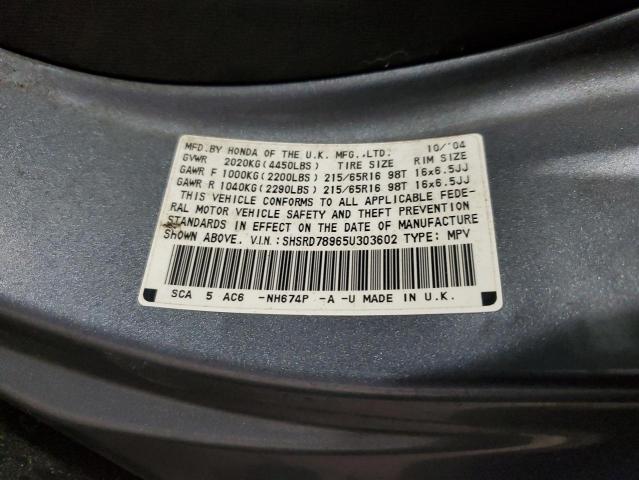 MFD.BY HONDA OF THE U.K. MFG.,LTD. 10/'04
GVWR 2020KG(4450LBS) TIRE SIZE RIM SIZE
GAWR F 1000KG(2200LBS) 215/65R16 98T 16x6.5JJ
GAWR R 1040KG(2290LBS) 215/65R16 98T 16x6.5JJ
THIS VEHICLE CONFORMS TO ALL APPLICABLE FEDE-
RAL MOTOR VEHICLE SAFETY AND THEFT PREVENTION
STANDARDS IN EFFECT ON THE DATE OF MANUFACTURE
SHOWN ABOVE. V.I.N.: SHSRD78965U303602 TYPE: MPV
SCA 5 AC6 -NH674P -A -U MADE IN U.K.